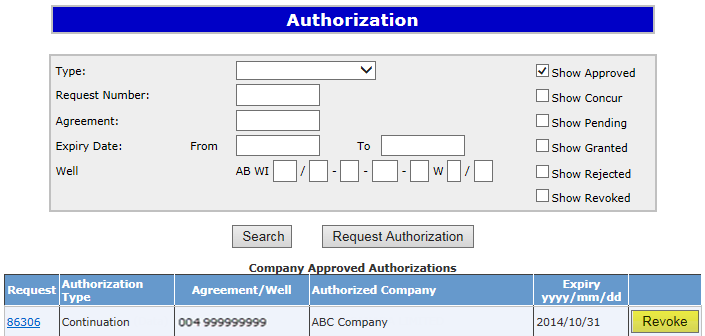 Authorization
Type: Show Approved
Request Number: Show Concur
Agreement: Show Pending
Expiry Date: From To Show Granted
Well AB WI / - - - W / Show Rejected
Show Revoked
Search Request Authorization
Company Approved Authorizations
Request Authorization Type Agreement/Well Authorized Company Expiry yyyy/mm/dd
86306 Continuation 004 999999999 ABC Company 2014/10/31 Revoke